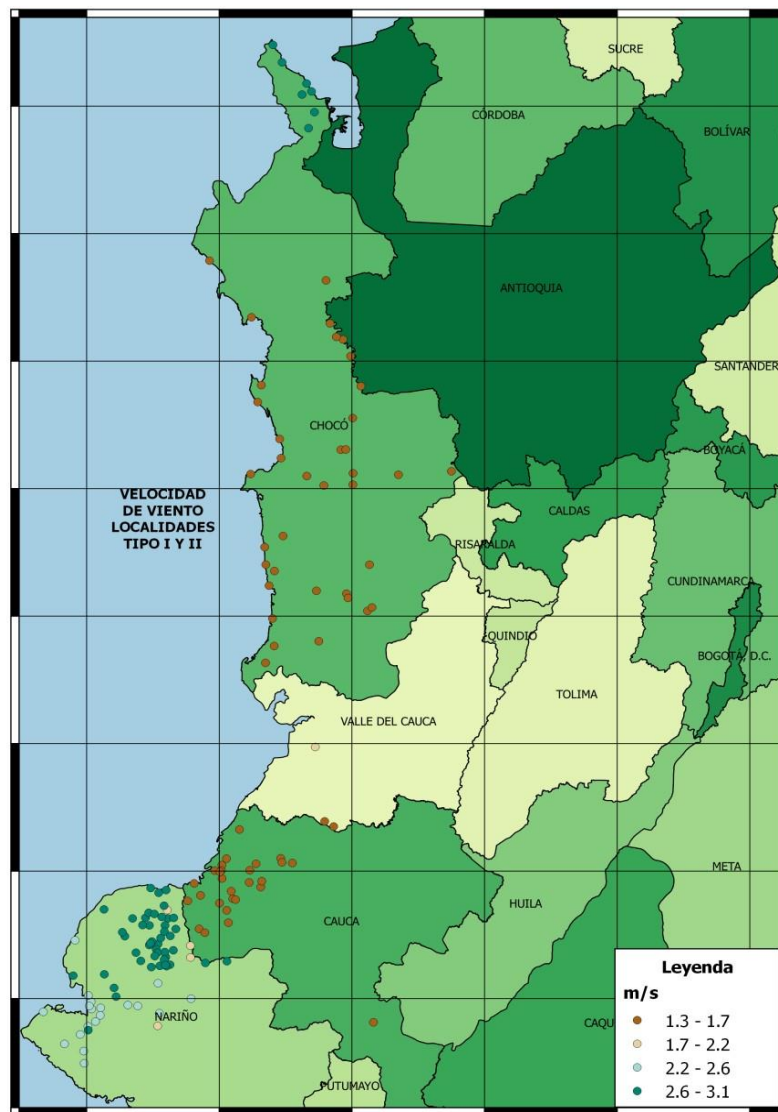 SUCRE
CÓRDOBA
BOLÍVAR
ANTIOQUIA
SANTANDER
CHOCÓ
BOYACÁ
VELOCIDAD
DE VIENTO
LOCALIDADES
TIPO I Y II
CALDAS
RISARALDA
CUNDINAMARCA
QUINDIO
BOGOTÁ, D.C.
TOLIMA
VALLE DEL CAUCA
META
HUILA
CAUCA
NARIÑO
CAQU
PUTUMAYO
Leyenda
m/s
1.3 - 1.7
1.7 - 2.2
2.2 - 2.6
2.6 - 3.1